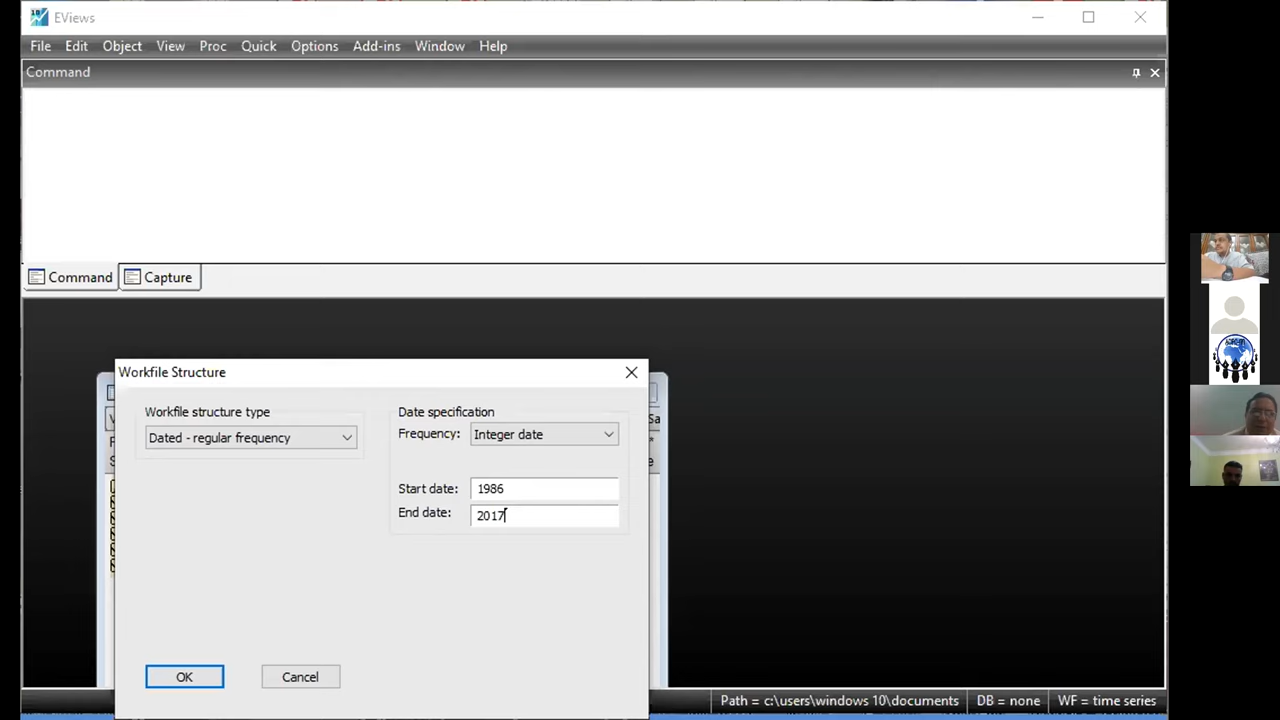 EViews
File Edit Object View Proc Quick Options Add-ins Window Help
Command
Command Capture
Workfile Structure
Workfile structure type
Dated - regular frequency
Date specification
Frequency: Integer date
Start date: 1986
End date: 2017
OK Cancel
Sa
Path = c:\users\windows 10\documents DB = none WF = time series